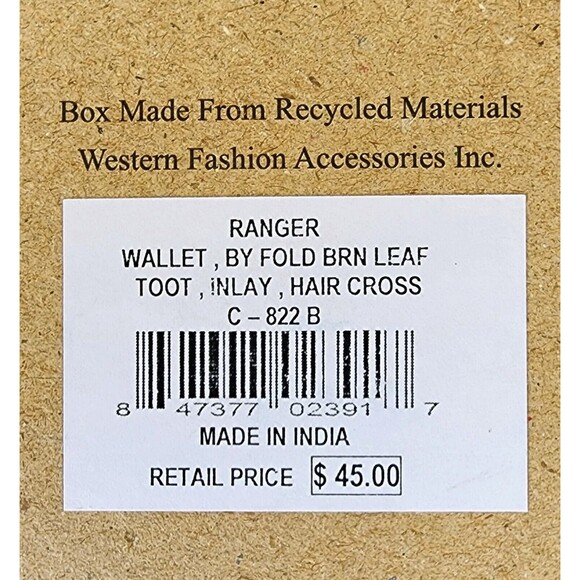 Box Made From Recycled Materials
Western Fashion Accessories Inc.
RANGER
WALLET , BY FOLD BRN LEAF
TOOT , INLAY , HAIR CROSS
C – 822 B
8 47377 02391 7
MADE IN INDIA
RETAIL PRICE $ 45.00